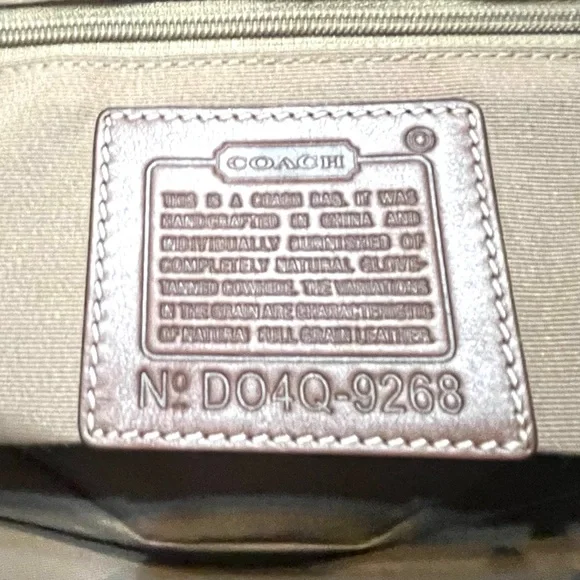 COACH
THIS IS A COACH BAG. IT WAS
HANDCRAFTED IN CHINA AND
INDIVIDUALLY BURNISHED OF
COMPLETELY NATURAL GLOVE-
TANNED COWHIDE. THE VARIATIONS
IN THE GRAIN ARE CHARACTERISTIC
OF NATURAL FULL GRAIN LEATHER.
Nº DO4Q-9268